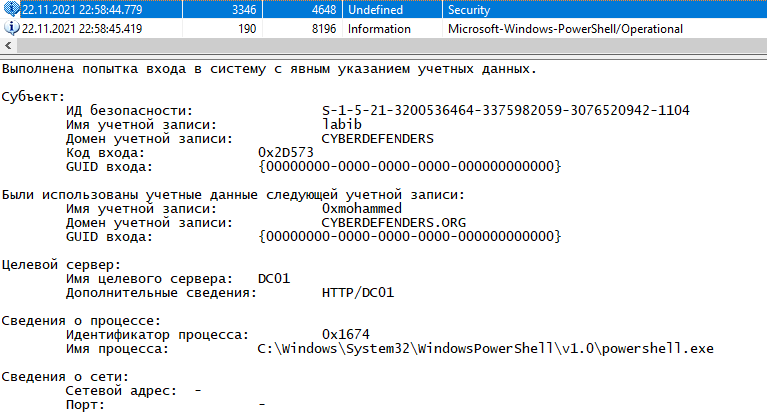 22.11.2021 22:58:44.779 3346 4648 Undefined Security
22.11.2021 22:58:45.419 190 8196 Information Microsoft-Windows-PowerShell/Operational
Выполнена попытка входа в систему с явным указанием учетных данных.
Субъект:
ИД безопасности: S-1-5-21-3200536464-3375982059-3076520942-1104
Имя учетной записи: labib
Домен учетной записи: CYBERDEFENDERS
Код входа: 0x2D573
GUID входа: {00000000-0000-0000-0000-000000000000}
Были использованы учетные данные следующей учетной записи:
Имя учетной записи: 0xmohammed
Домен учетной записи: CYBERDEFENDERS.ORG
GUID входа: {00000000-0000-0000-0000-000000000000}
Целевой сервер:
Имя целевого сервера: DC01
Дополнительные сведения: HTTP/DC01
Сведения о процессе:
Идентификатор процесса: 0x1674
Имя процесса: C:\Windows\System32\WindowsPowerShell\v1.0\powershell.exe
Сведения о сети:
Сетевой адрес: -
Порт: -